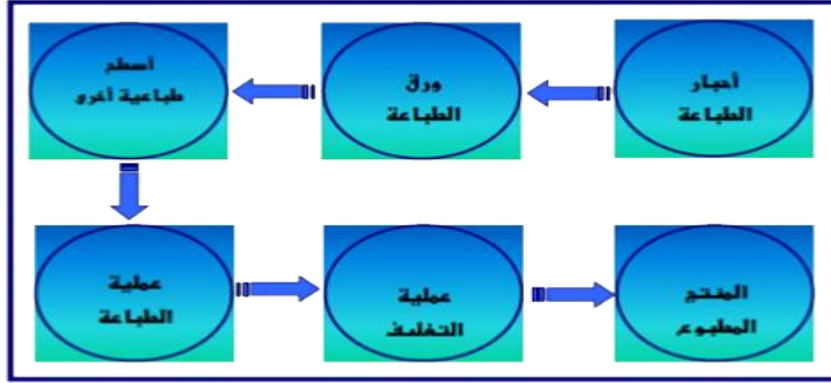 أحبار
الطباعة
ورق
الطباعة
أسطح
طباعية أخرى
عملية
الطباعة
عملية
التغليف
المنتج
المطبوع